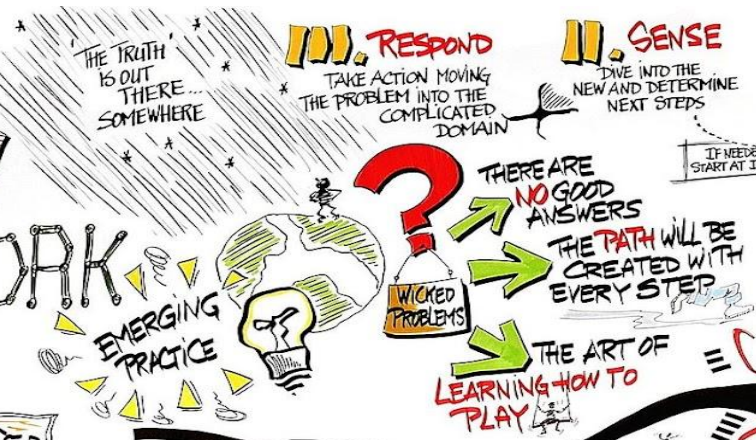 'THE TRUTH'
IS OUT
THERE...
SOMEWHERE
III. RESPOND
TAKE ACTION MOVING
THE PROBLEM INTO THE
COMPLICATED
DOMAIN
II. SENSE
DIVE INTO THE
NEW AND DETERMINE
NEXT STEPS
IF NEEDE
START AT I
ORK
EMERGING
PRACTICE
?
WICKED
PROBLEMS
THERE ARE
NO GOOD
ANSWERS
THE PATH WILL BE
CREATED WITH
EVERY STEP
THE ART OF
LEARNING HOW TO
PLAY